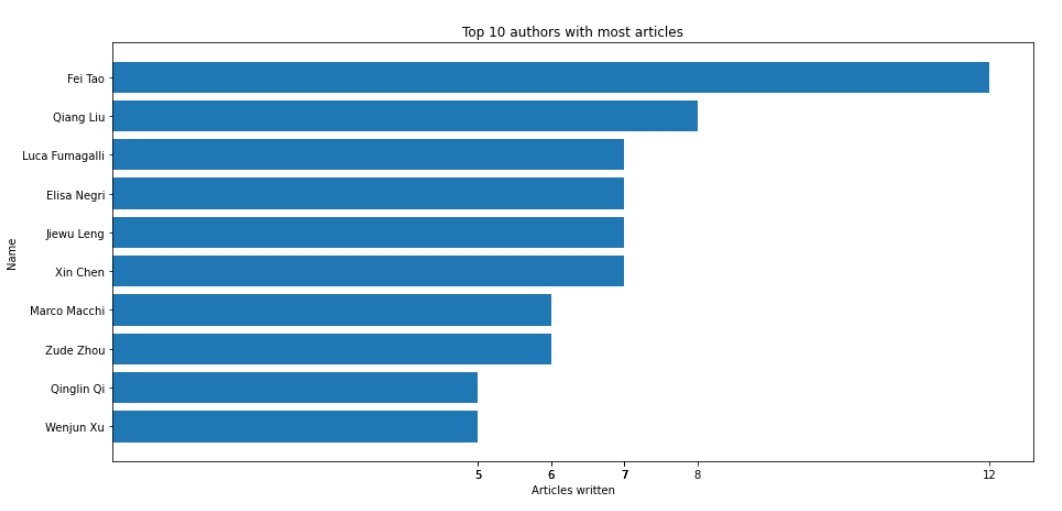 Top 10 authors with most articles
Fei Tao
Qiang Liu
Luca Fumagalli
Elisa Negri
Jiewu Leng
Xin Chen
Marco Macchi
Zude Zhou
Qinglin Qi
Wenjun Xu
Name
5 6 7 8 12
Articles written